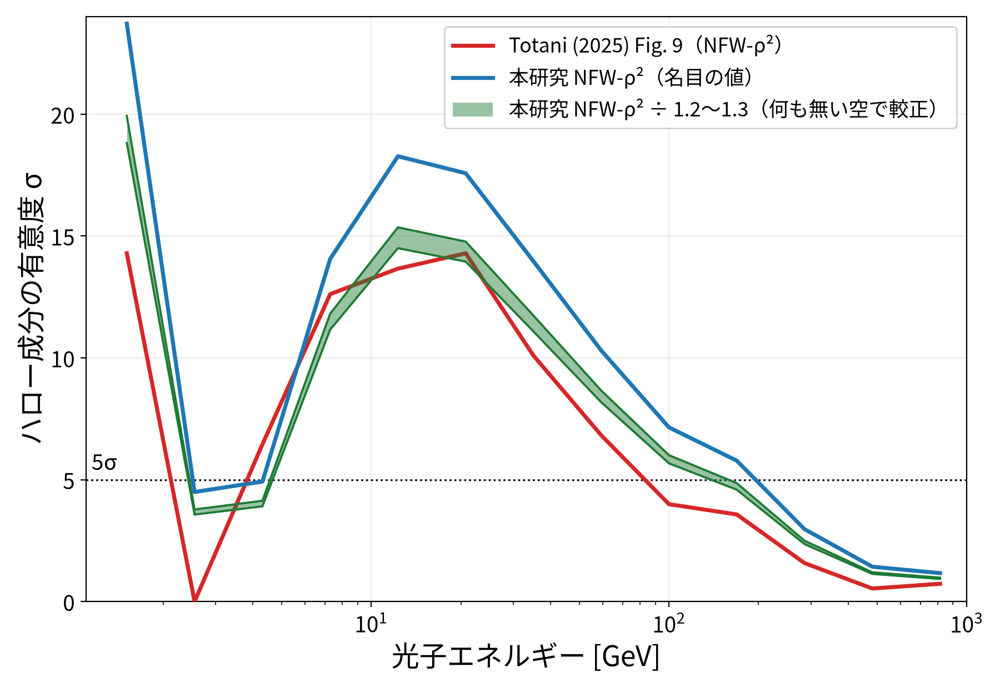 Totani (2025) Fig. 9（NFW-ρ²）
本研究 NFW-ρ²（名目の値）
本研究 NFW-ρ² ÷ 1.2〜1.3（何も無い空で較正）
ハロー成分の有意度 σ
20
15
10
5σ
5
0
10¹
10²
10³
光子エネルギー [GeV]